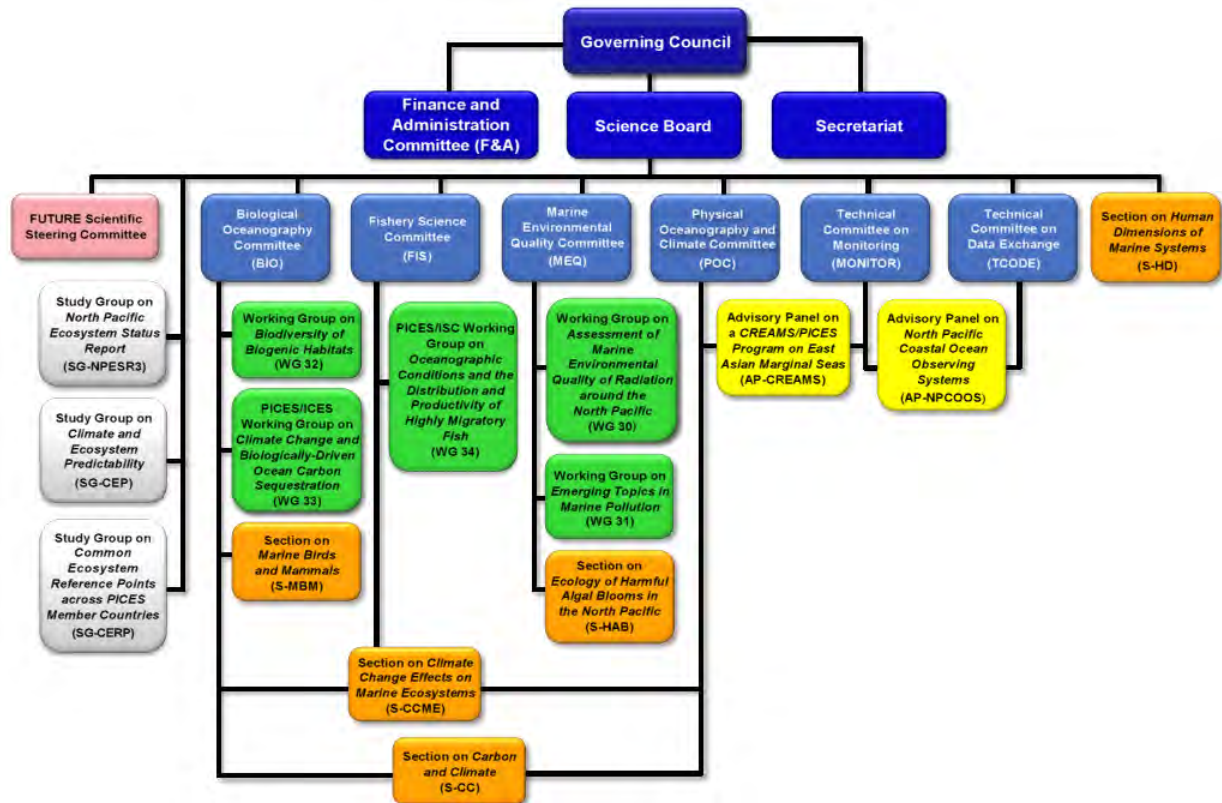 Governing Council
Finance and
Administration
Committee (F&A)
Science Board
Secretariat
FUTURE Scientific
Steering Committee
Biological
Oceanography
Committee
(BIO)
Fishery Science
Committee
(FIS)
Marine
Environmental
Quality Committee
(MEQ)
Physical
Oceanography and
Climate Committee
(POC)
Technical
Committee on
Monitoring
(MONITOR)
Technical
Committee on
Data Exchange
(TCODE)
Section on Human
Dimensions of
Marine Systems
(S-HD)
Study Group on
North Pacific
Ecosystem Status
Report
(SG-NPESR3)
Study Group on
Climate and
Ecosystem
Predictability
(SG-CEP)
Study Group on
Common
Ecosystem
Reference Points
across PICES
Member Countries
(SG-CERP)
Working Group on
Biodiversity of
Biogenic Habitats
(WG 32)
PICES/ICES
Working Group on
Climate Change and
Biologically-Driven
Ocean Carbon
Sequestration
(WG 33)
Section on
Marine Birds
and Mammals
(S-MBM)
PICES/ISC Working
Group on
Oceanographic
Conditions and the
Distribution and
Productivity of
Highly Migratory
Fish
(WG 34)
Working Group on
Assessment of
Marine
Environmental
Quality of Radiation
around the
North Pacific
(WG 30)
Working Group on
Emerging Topics in
Marine Pollution
(WG 31)
Section on
Ecology of Harmful
Algal Blooms in
the North Pacific
(S-HAB)
Advisory Panel on
a CREAMS/PICES
Program on East
Asian Marginal Seas
(AP-CREAMS)
Advisory Panel on
North Pacific
Coastal Ocean
Observing
Systems
(AP-NPCOOS)
Section on Climate
Change Effects on
Marine Ecosystems
(S-CCME)
Section on Carbon
and Climate
(S-CC)